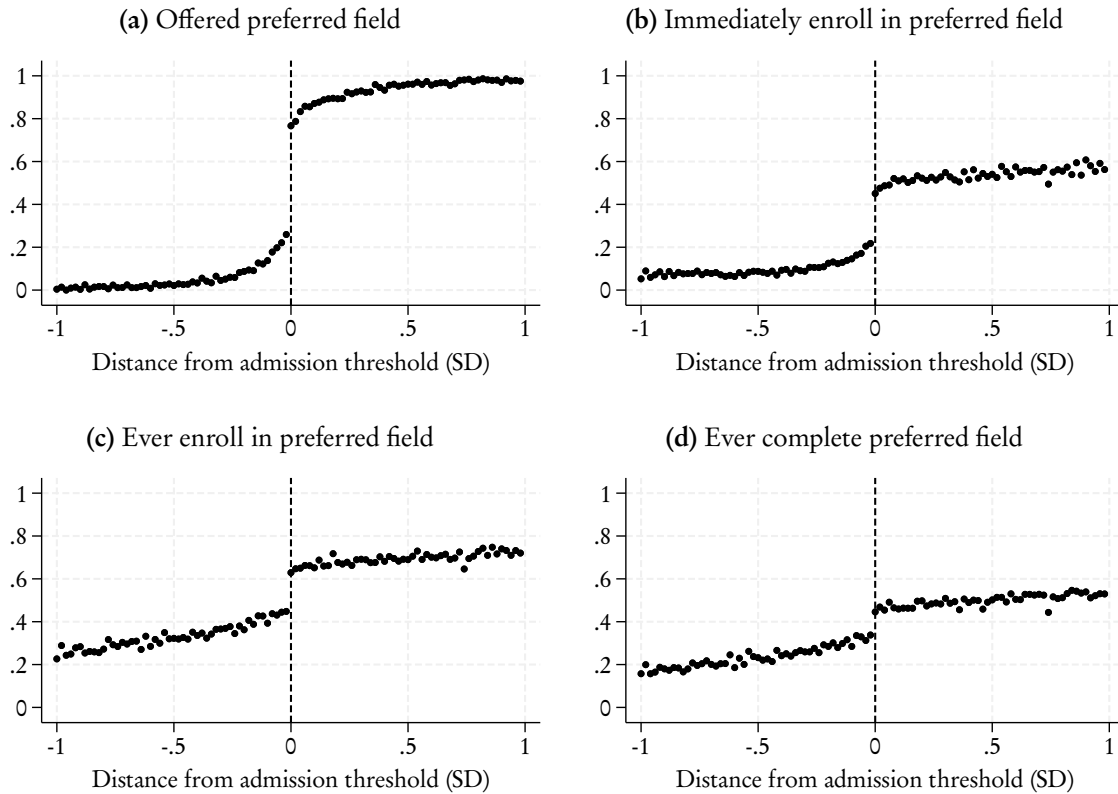 (a) Offered preferred field
1
.8
.6
.4
.2
0
-1 -.5 0 .5 1
Distance from admission threshold (SD)
(b) Immediately enroll in preferred field
1
.8
.6
.4
.2
0
-1 -.5 0 .5 1
Distance from admission threshold (SD)
(c) Ever enroll in preferred field
1
.8
.6
.4
.2
0
-1 -.5 0 .5 1
Distance from admission threshold (SD)
(d) Ever complete preferred field
1
.8
.6
.4
.2
0
-1 -.5 0 .5 1
Distance from admission threshold (SD)